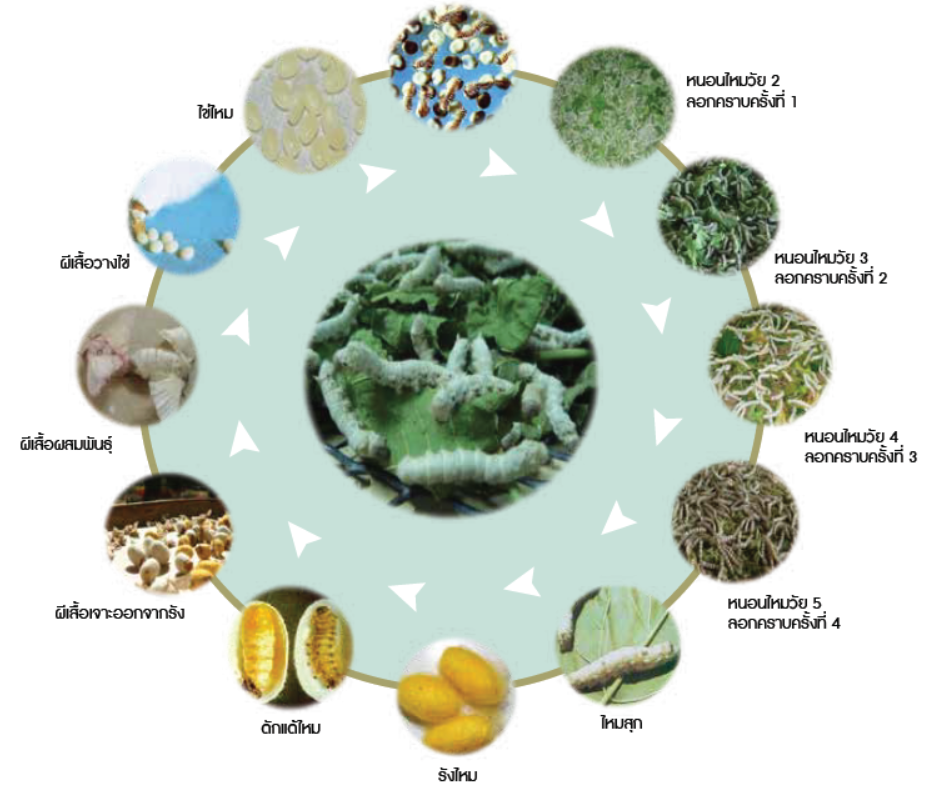 หนอนไหมวัย 2
ลอกคราบครั้งที่ 1
หนอนไหมวัย 3
ลอกคราบครั้งที่ 2
หนอนไหมวัย 4
ลอกคราบครั้งที่ 3
หนอนไหมวัย 5
ลอกคราบครั้งที่ 4
ไหมสุก
รังไหม
ดักแด้ไหม
ผีเสื้อเจาะออกจากรัง
ผีเสื้อผสมพันธุ์
ผีเสื้อวางไข่
ไข่ไหม